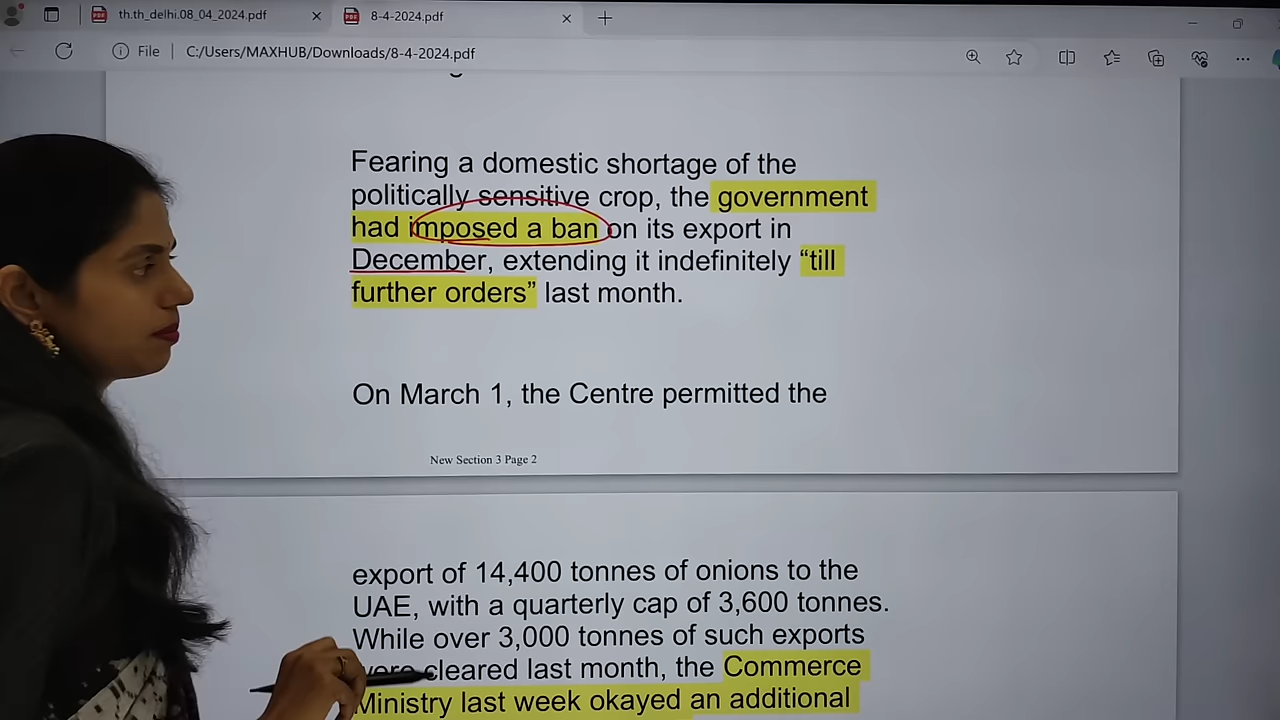 th.th_delhi.08_04_2024.pdf
8-4-2024.pdf
File
C:/Users/MAXHUB/Downloads/8-4-2024.pdf
Fearing a domestic shortage of the
politically sensitive crop, the government
had imposed a ban on its export in
December, extending it indefinitely “till
further orders” last month.
On March 1, the Centre permitted the
New Section 3 Page 2
export of 14,400 tonnes of onions to the
UAE, with a quarterly cap of 3,600 tonnes.
While over 3,000 tonnes of such exports
were cleared last month, the Commerce
Ministry last week okayed an additional